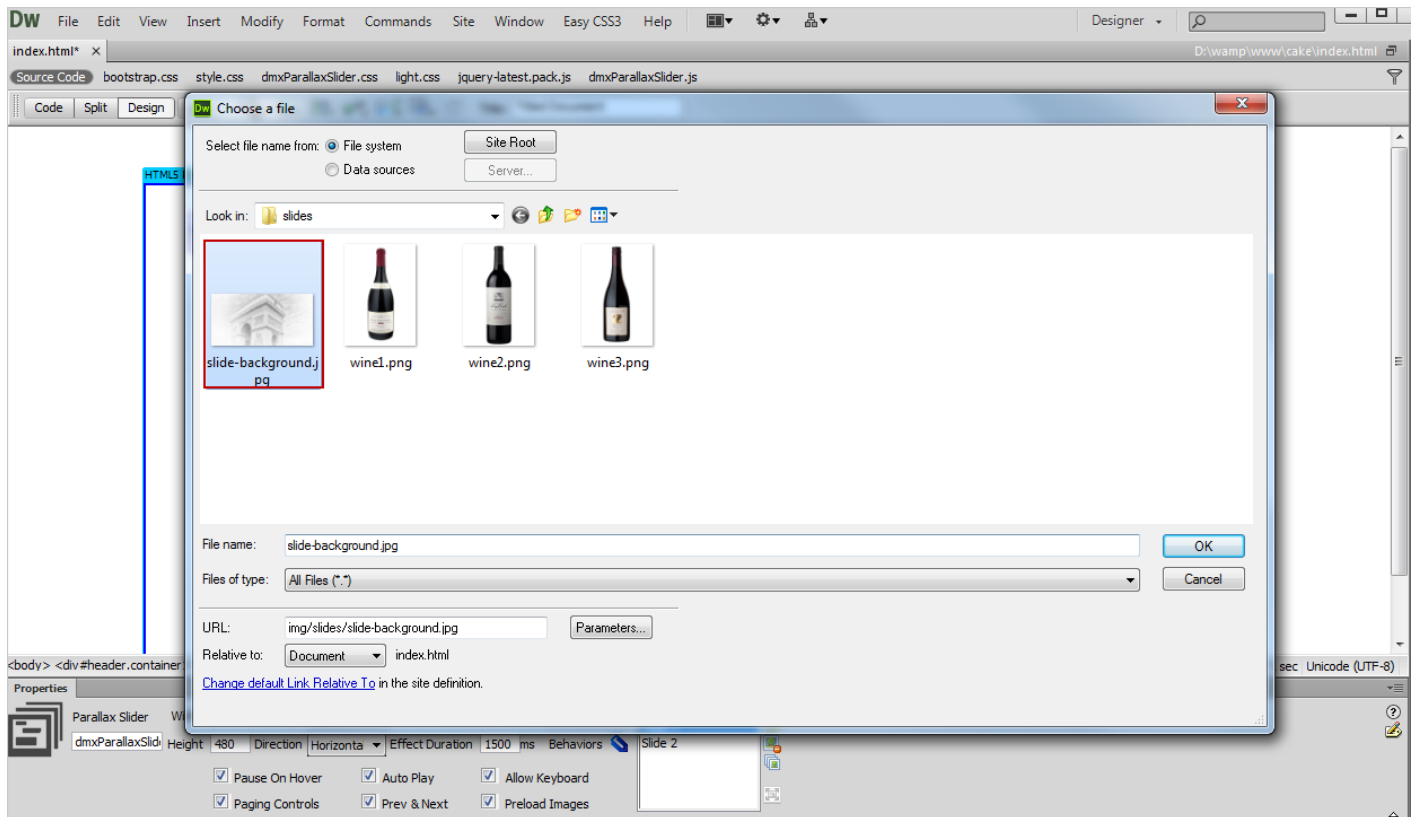 Dw File Edit View Insert Modify Format Commands Site Window Easy CSS3 Help Designer
index.html* × D:\wamp\www\cake\index.html
Source Code bootstrap.css style.css dmxParallaxSlider.css light.css jquery-latest.pack.js dmxParallaxSlider.js
Code Split Design
Dw Choose a file
Select file name from: File system Site Root
Data sources Server...
HTML5
Look in: slides
slide-background.j
pg
wine1.png wine2.png wine3.png
File name: slide-background.jpg OK
Files of type: All Files (*.*) Cancel
URL: img/slides/slide-background.jpg Parameters...
Relative to: Document index.html
<body> <div#header.container sec Unicode (UTF-8)
Change default Link Relative To in the site definition.
Properties
Parallax Slider
dmxParallaxSlid Height 480 Direction Horizonta Effect Duration 1500 ms Behaviors Slide 2
Pause On Hover Auto Play Allow Keyboard
Paging Controls Prev & Next Preload Images